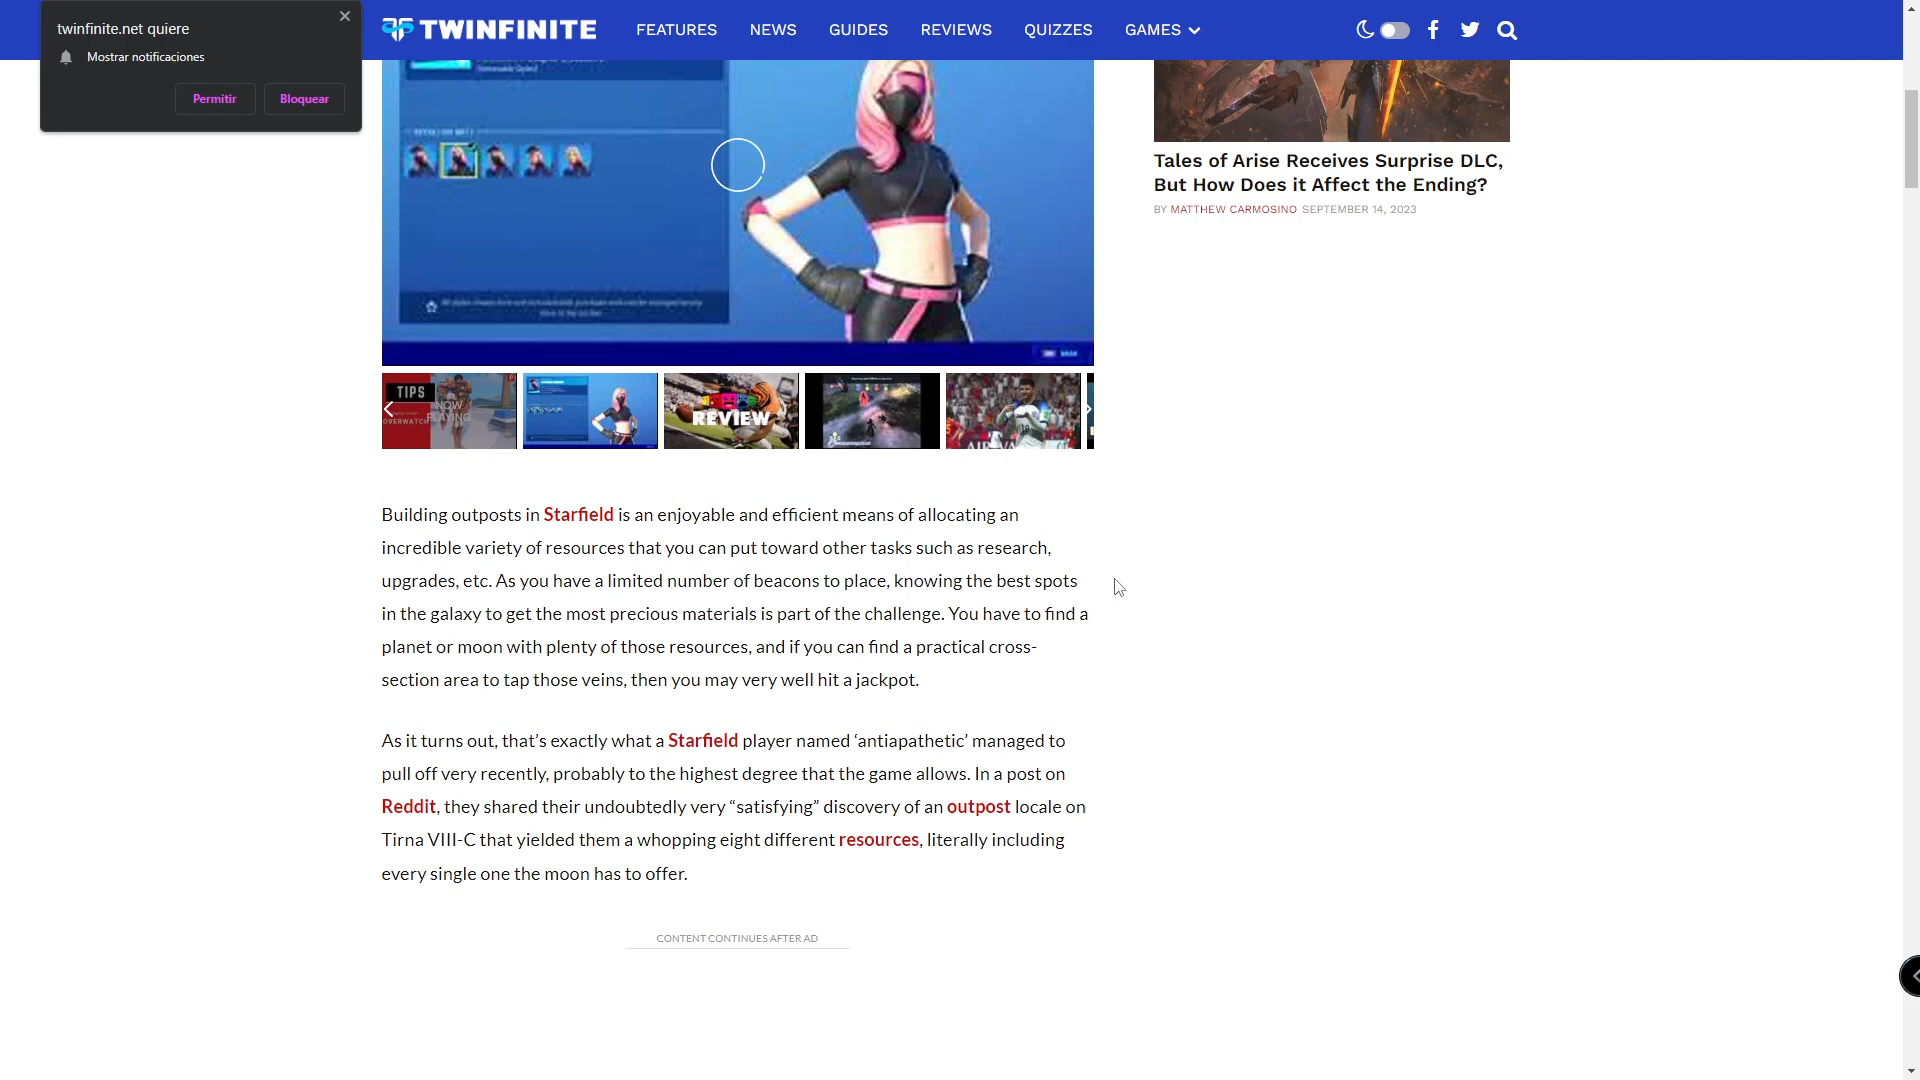 twinfinite.net quiere
Mostrar notificaciones
Permitir
Bloquear
TWINFINITE
FEATURES
NEWS
GUIDES
REVIEWS
QUIZZES
GAMES
TIPS
NOW
PLAYING
OVERWATCH
REVIEW
Building outposts in Starfield is an enjoyable and efficient means of allocating an
incredible variety of resources that you can put toward other tasks such as research,
upgrades, etc. As you have a limited number of beacons to place, knowing the best spots
in the galaxy to get the most precious materials is part of the challenge. You have to find a
planet or moon with plenty of those resources, and if you can find a practical cross-
section area to tap those veins, then you may very well hit a jackpot.
As it turns out, that’s exactly what a Starfield player named ‘antiapathetic’ managed to
pull off very recently, probably to the highest degree that the game allows. In a post on
Reddit, they shared their undoubtedly very “satisfying” discovery of an outpost locale on
Tirna VIII-C that yielded them a whopping eight different resources, literally including
every single one the moon has to offer.
CONTENT CONTINUES AFTER AD
Tales of Arise Receives Surprise DLC,
But How Does it Affect the Ending?
BY MATTHEW CARMOSINO SEPTEMBER 14, 2023